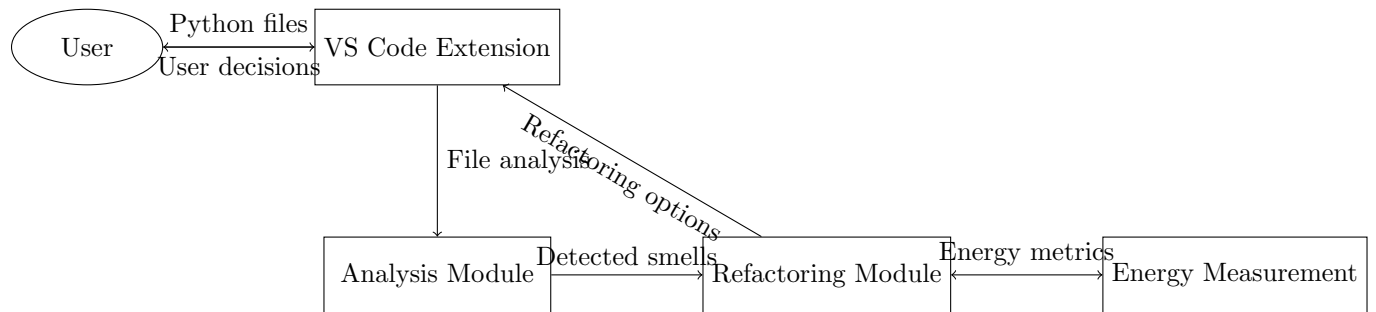 Python files
User
VS Code Extension
User decisions
Refactoring options
File analysis
Detected smells
Energy metrics
Analysis Module
Refactoring Module
Energy Measurement